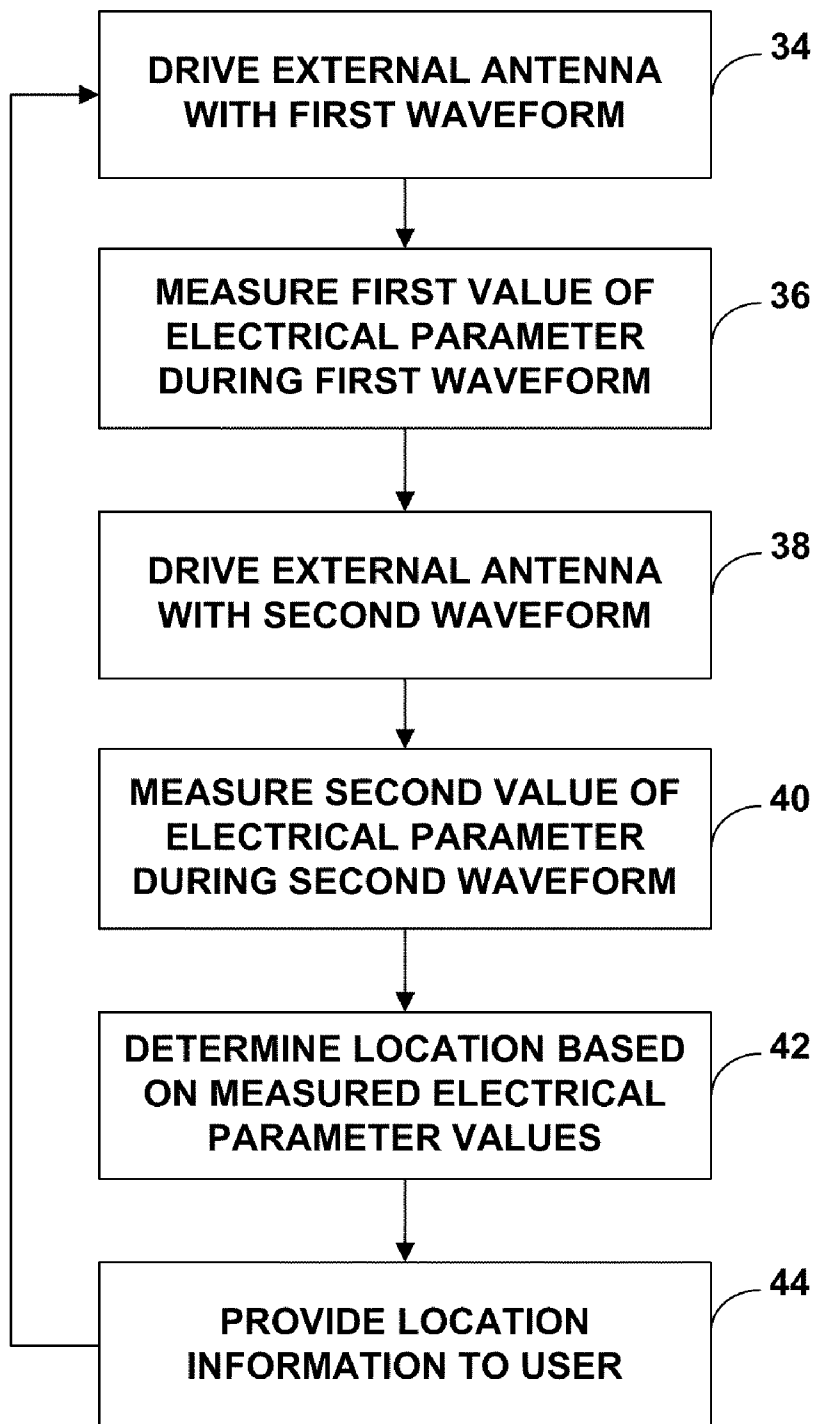 DRIVE EXTERNAL ANTENNA
WITH FIRST WAVEFORM
34
MEASURE FIRST VALUE OF
ELECTRICAL PARAMETER
DURING FIRST WAVEFORM
36
DRIVE EXTERNAL ANTENNA
WITH SECOND WAVEFORM
38
MEASURE SECOND VALUE OF
ELECTRICAL PARAMETER
DURING SECOND WAVEFORM
40
DETERMINE LOCATION BASED
ON MEASURED ELECTRICAL
PARAMETER VALUES
42
PROVIDE LOCATION
INFORMATION TO USER
44